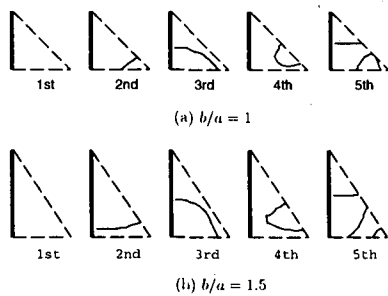 1st 2nd 3rd 4th 5th
(a) b/a = 1
1st 2nd 3rd 4th 5th
(b) b/a = 1.5